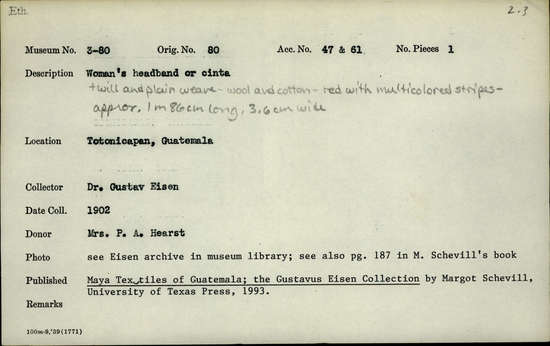 Eth. 2.3
Museum No. 3-80 Orig. No. 80 Acc. No. 47 & 61 No. Pieces 1
Description Woman's headband or cinta
twill and plain weave - wool and cotton - red with multicolored stripes -
approx. 1m 86cm long, 3.6cm wide
Location Totonicapan, Guatemala
Collector Dr. Gustav Eisen
Date Coll. 1902
Donor Mrs. P. A. Hearst
Photo see Eisen archive in museum library; see also pg. 187 in M. Schevill's book
Published Maya Textiles of Guatemala; the Gustavus Eisen Collection by Margot Schevill,
University of Texas Press, 1993.
Remarks
100m-8,'59(1771)